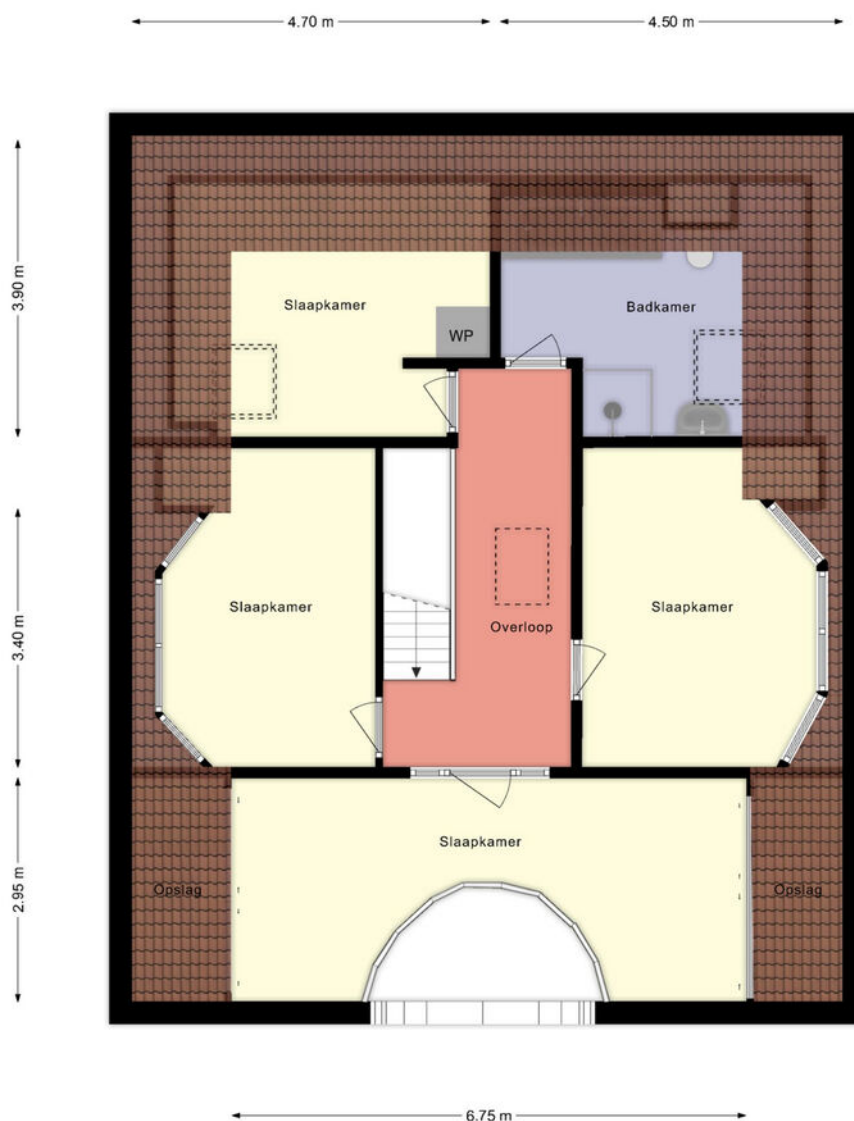 4.70 m
4.50 m
3.90 m
Slaapkamer
Badkamer
WP
3.40 m
Slaapkamer
Slaapkamer
Overloop
2.95 m
Slaapkamer
Opslag
Opslag
6.75 m